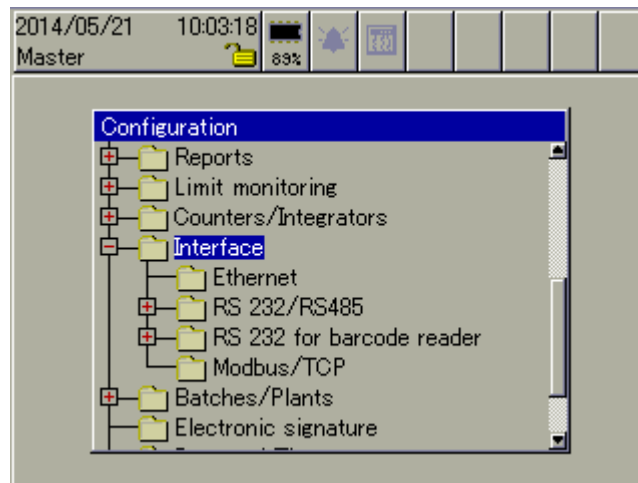 2014/05/21 10:03:18
Master
89%
Configuration
Reports
Limit monitoring
Counters/Integrators
Interface
Ethernet
RS 232/RS485
RS 232 for barcode reader
Modbus/TCP
Batches/Plants
Electronic signature